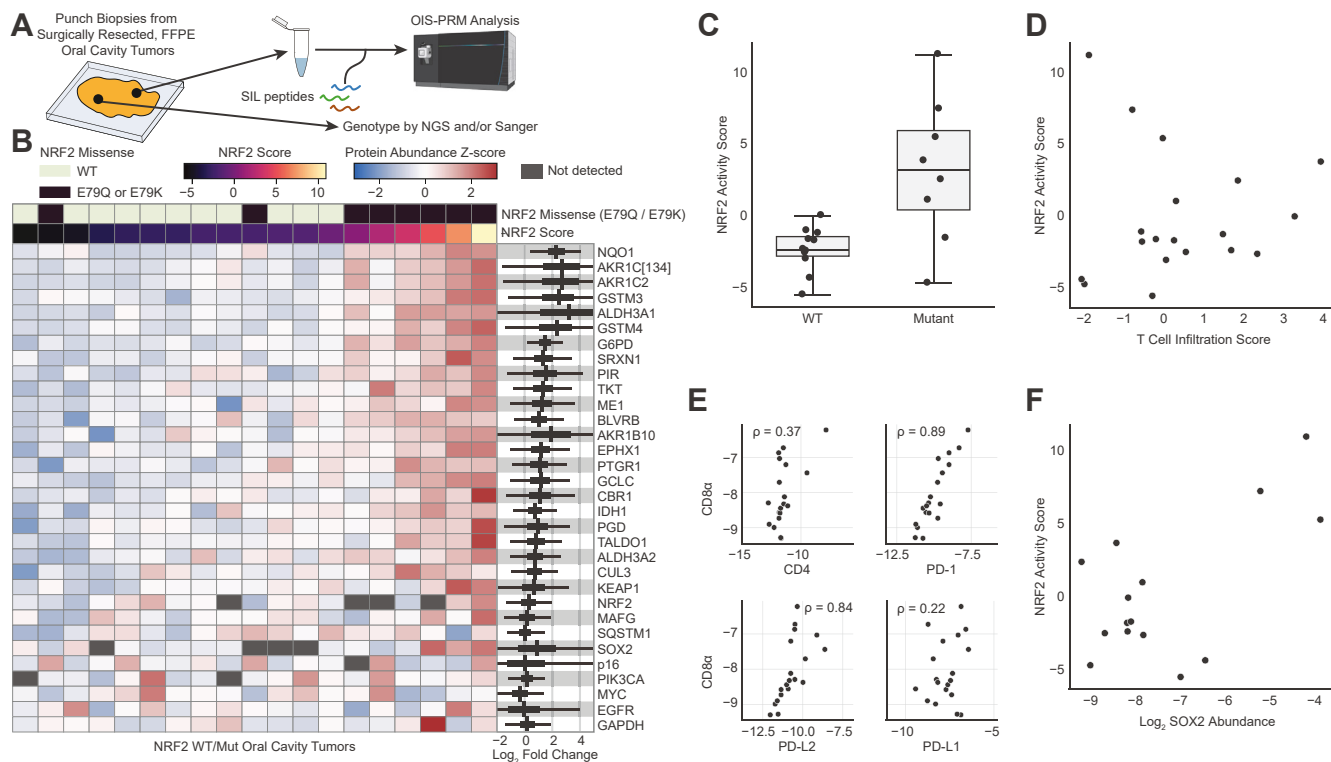 A
Punch Biopsies from
Surgically Resected, FFPE
Oral Cavity Tumors
SIL peptides
OIS-PRM Analysis
Genotype by NGS and/or Sanger
B
NRF2 Missense
WT
E79Q or E79K
NRF2 Score
−5 0 5 10
Protein Abundance Z-score
−2 0 2
Not detected
NRF2 Missense (E79Q / E79K)
NRF2 Score
NQO1
AKR1C[134]
AKR1C2
GSTM3
ALDH3A1
GSTM4
G6PD
SRXN1
PIR
TKT
ME1
BLVRB
AKR1B10
EPHX1
PTGR1
GCLC
CBR1
IDH1
PGD
TALDO1
ALDH3A2
CUL3
KEAP1
NRF2
MAFG
SQSTM1
SOX2
p16
PIK3CA
MYC
EGFR
GAPDH
NRF2 WT/Mut Oral Cavity Tumors
−2 0 2 4
Log₂ Fold Change
C
NRF2 Activity Score
10
5
0
−5
WT Mutant
D
NRF2 Activity Score
10
5
0
−5
−2 −1 0 1 2 3 4
T Cell Infiltration Score
E
ρ = 0.37
CD8α
−7
−8
−9
−15 −10
CD4
ρ = 0.89
−12.5 −7.5
PD-1
ρ = 0.84
CD8α
−7
−8
−9
−12.5 −10 −7.5
PD-L2
ρ = 0.22
−10 −5
PD-L1
F
NRF2 Activity Score
10
5
0
−5
−9 −8 −7 −6 −5 −4
Log₂ SOX2 Abundance